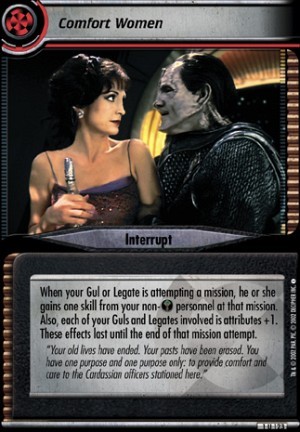 Comfort Women
Interrupt
When your Gul or Legate is attempting a mission, he or she
gains one skill from your non- personnel at that mission.
Also, each of your Guls and Legates involved is attributes +1.
These effects last until the end of that mission attempt.
"Your old lives have ended. Your pasts have been erased. You
have one purpose and one purpose only: to provide comfort and
care to the Cardassian officers stationed here."